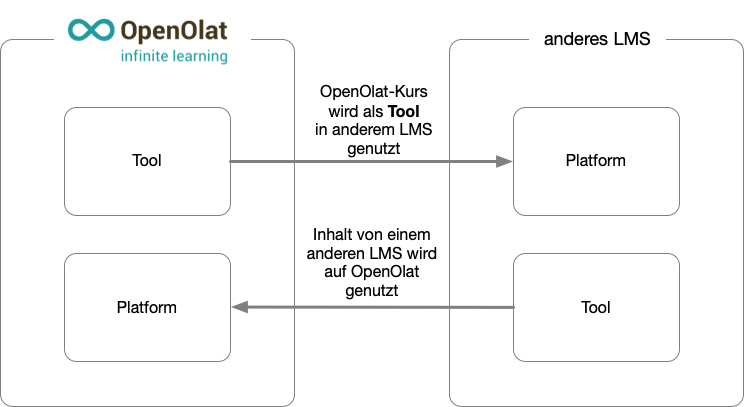 OpenOlat
infinite learning
anderes LMS
OpenOlat-Kurs
wird als Tool
in anderem LMS
genutzt
Tool
Platform
Inhalt von einem
anderen LMS wird
auf OpenOlat
genutzt
Platform
Tool